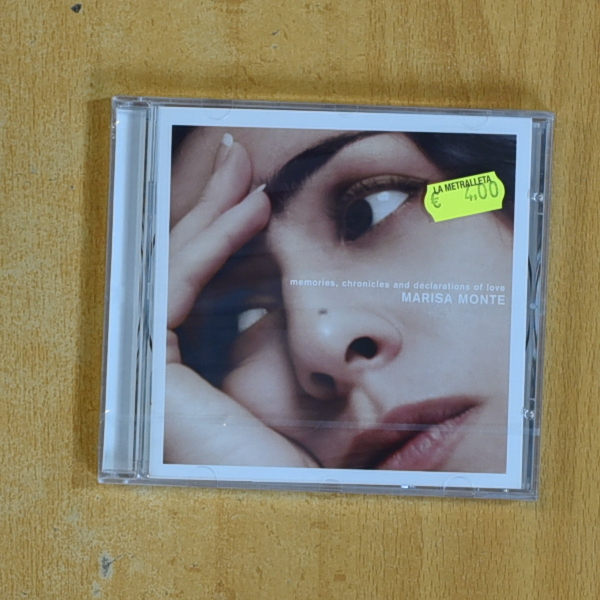 LA METRALLETA
€ 4,00
memories, chronicles and declarations of love
MARISA MONTE